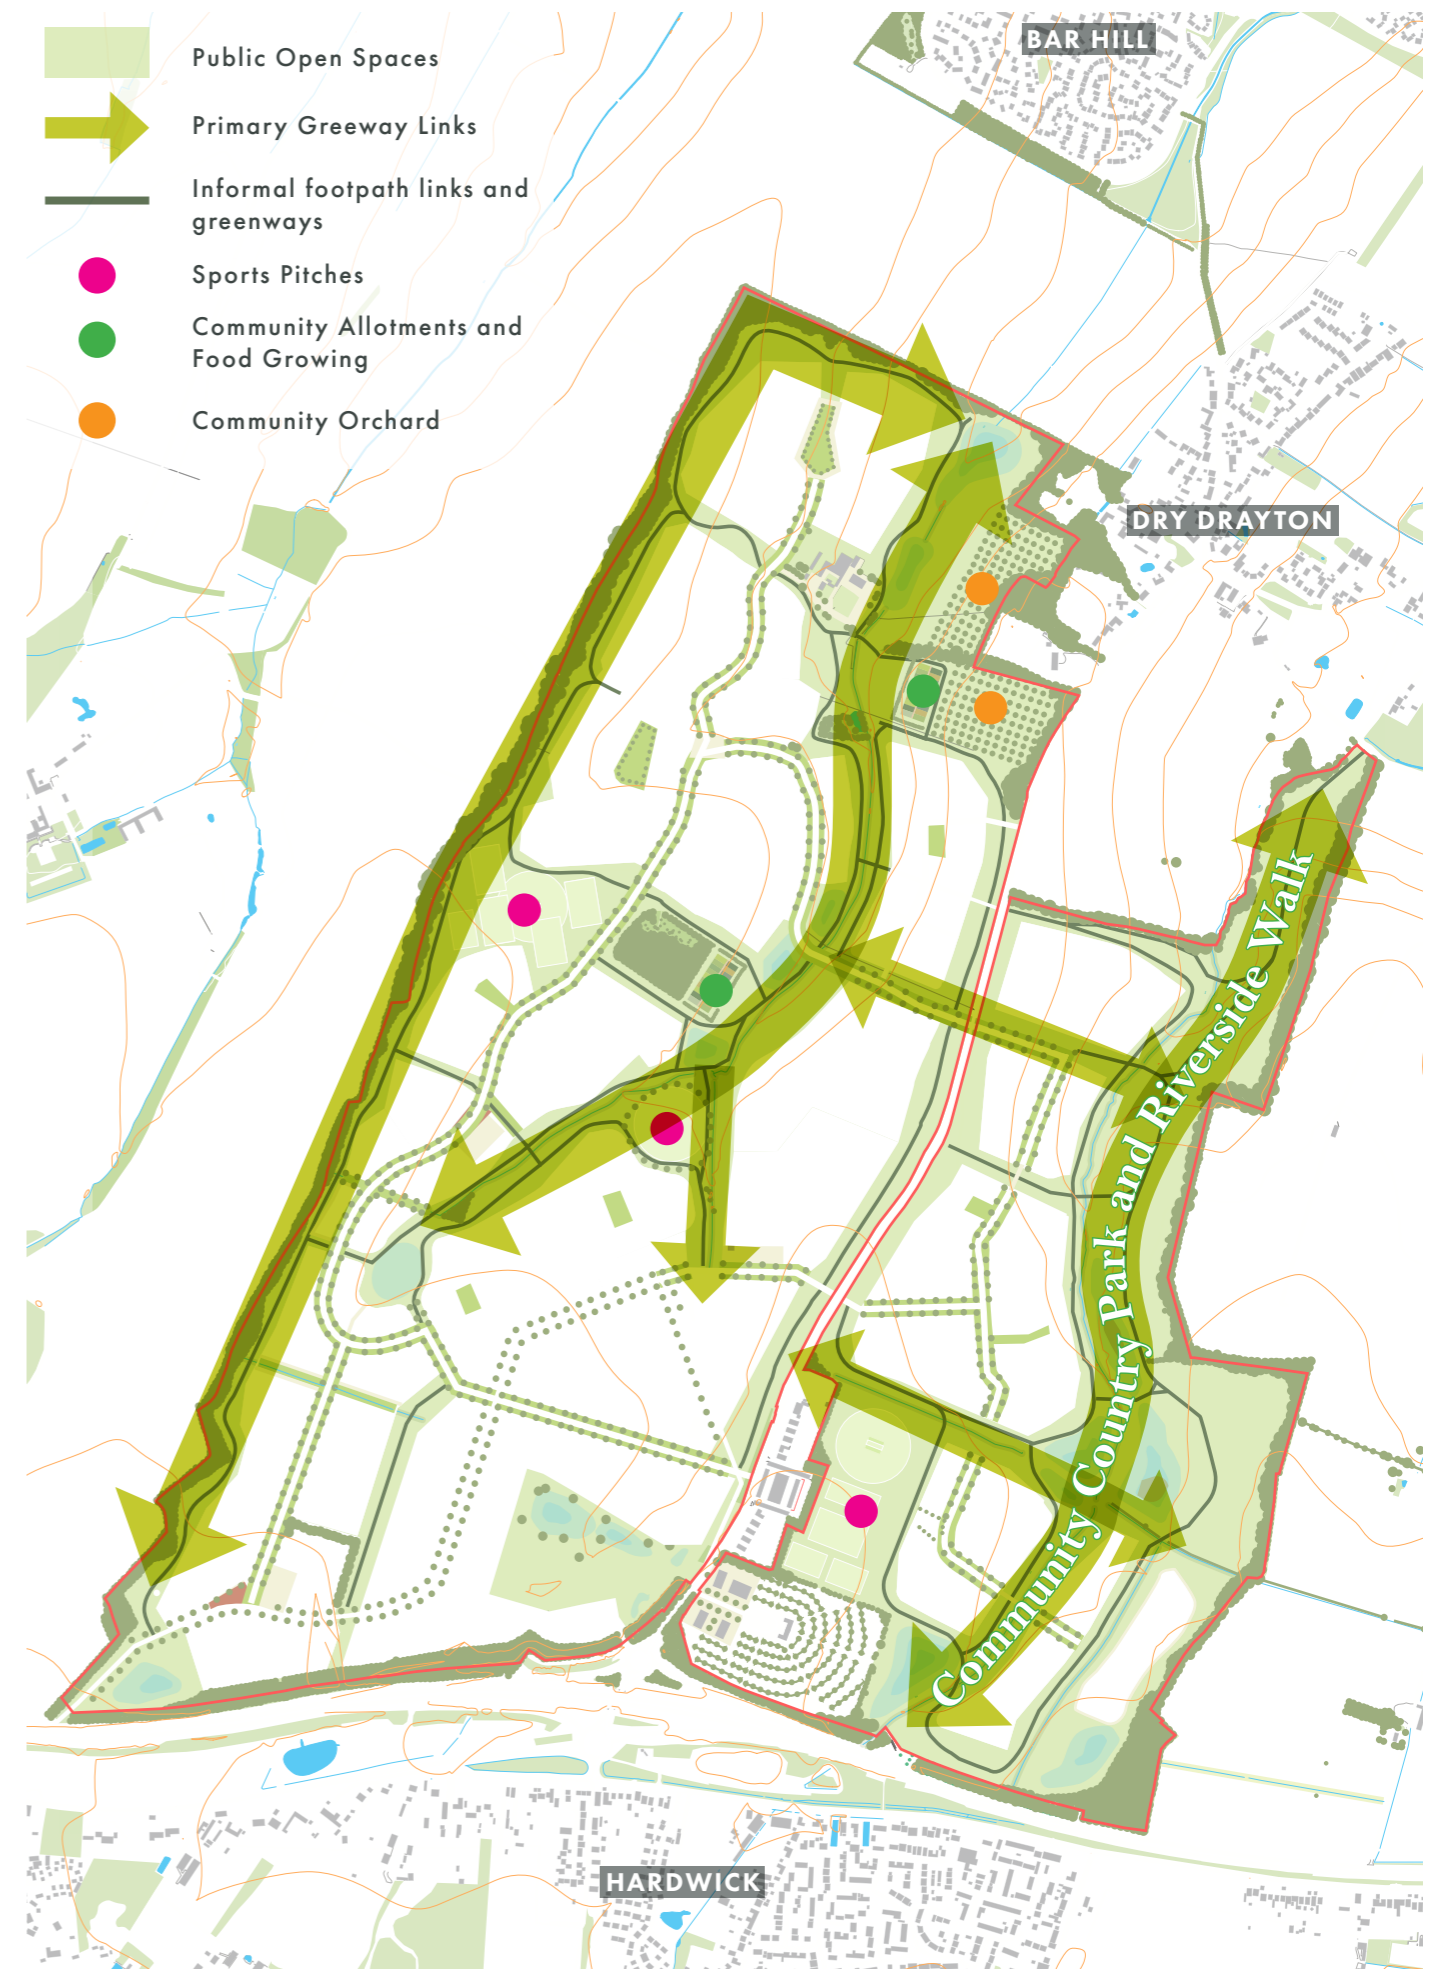 BAR HILL
Public Open Spaces
Primary Greeway Links
Informal footpath links and
greenways
Sports Pitches
Community Allotments and
Food Growing
Community Orchard
DRY DRAYTON
Community Country Park and Riverside Walk
HARDWICK